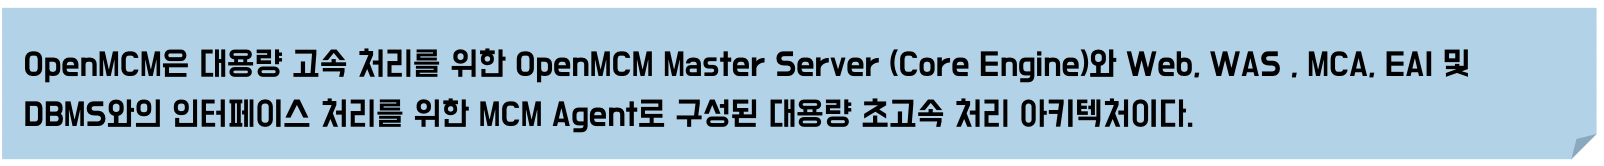 OpenMCM은 대용량 고속 처리를 위한 OpenMCM Master Server (Core Engine)와 Web, WAS , MCA, EAI 및
DBMS와의 인터페이스 처리를 위한 MCM Agent로 구성된 대용량 초고속 처리 아키텍처이다.